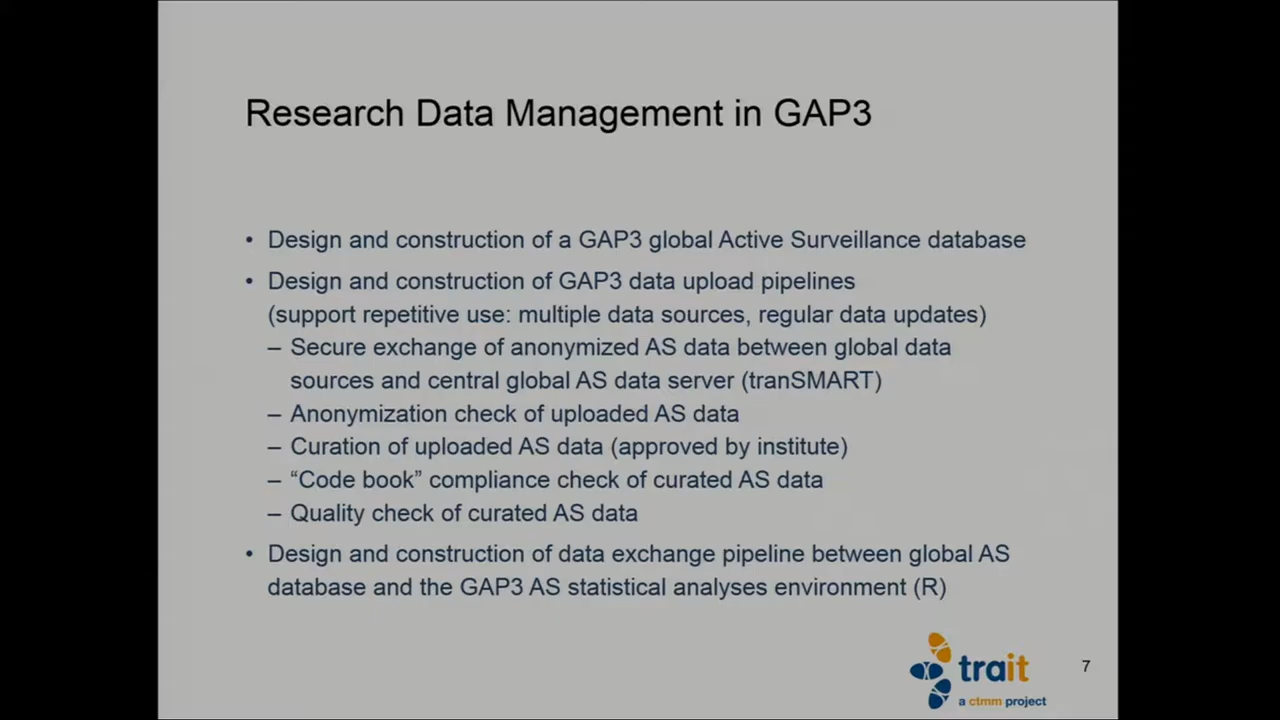 Research Data Management in GAP3
• Design and construction of a GAP3 global Active Surveillance database
• Design and construction of GAP3 data upload pipelines
(support repetitive use: multiple data sources, regular data updates)
– Secure exchange of anonymized AS data between global data
sources and central global AS data server (tranSMART)
– Anonymization check of uploaded AS data
– Curation of uploaded AS data (approved by institute)
– “Code book” compliance check of curated AS data
– Quality check of curated AS data
• Design and construction of data exchange pipeline between global AS
database and the GAP3 AS statistical analyses environment (R)
trait
a ctmm project
7